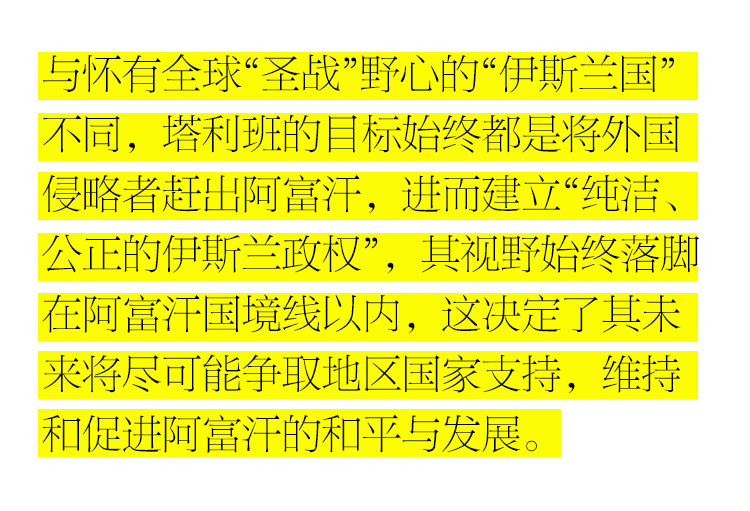 与怀有全球“圣战”野心的“伊斯兰国”
不同，塔利班的目标始终都是将外国
侵略者赶出阿富汗，进而建立“纯洁、
公正的伊斯兰政权”，其视野始终落脚
在阿富汗国境线以内，这决定了其未
来将尽可能争取地区国家支持，维持
和促进阿富汗的和平与发展。